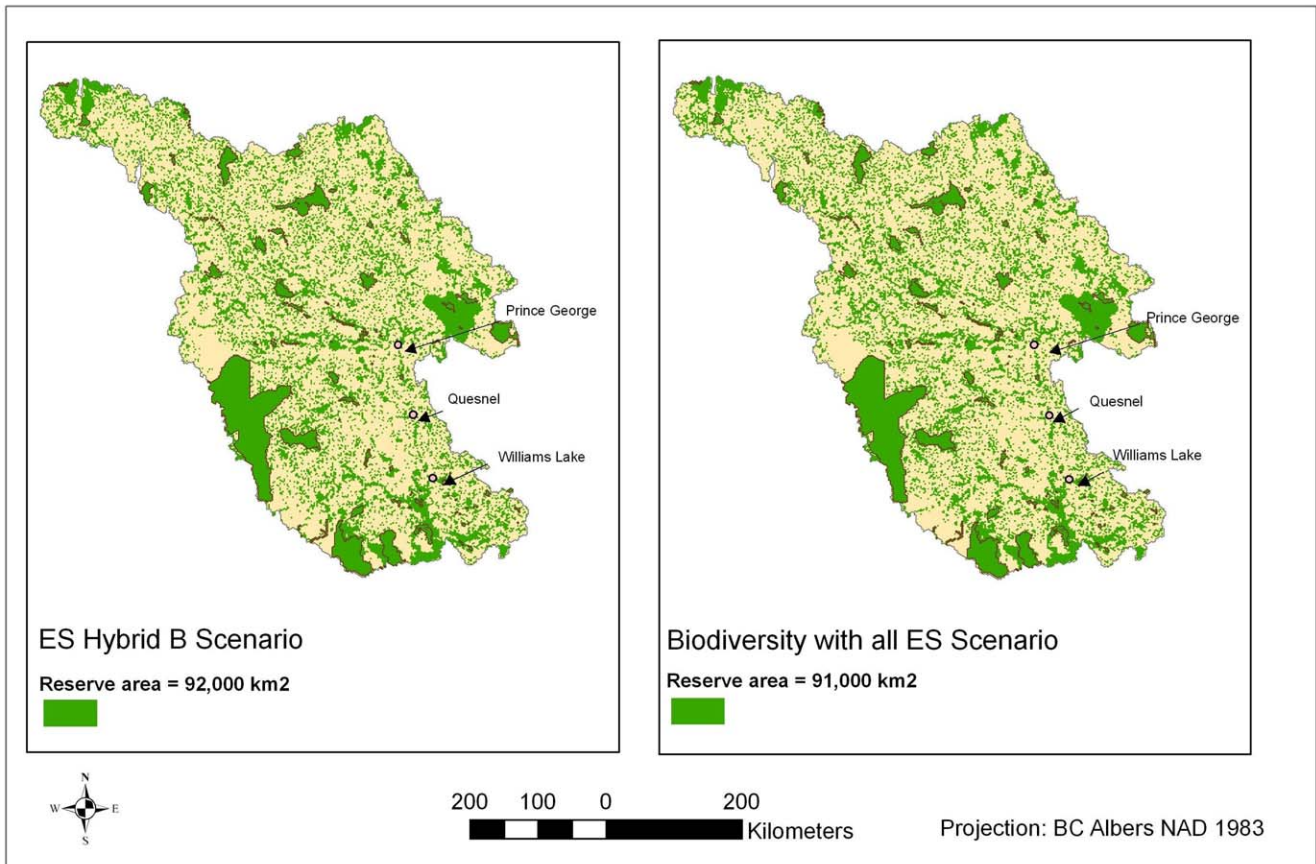 Prince George
Quesnel
Williams Lake
ES Hybrid B Scenario
Reserve area = 92,000 km2
Prince George
Quesnel
Williams Lake
Biodiversity with all ES Scenario
Reserve area = 91,000 km2
N
W E
S
200 100 0 200
Kilometers
Projection: BC Albers NAD 1983